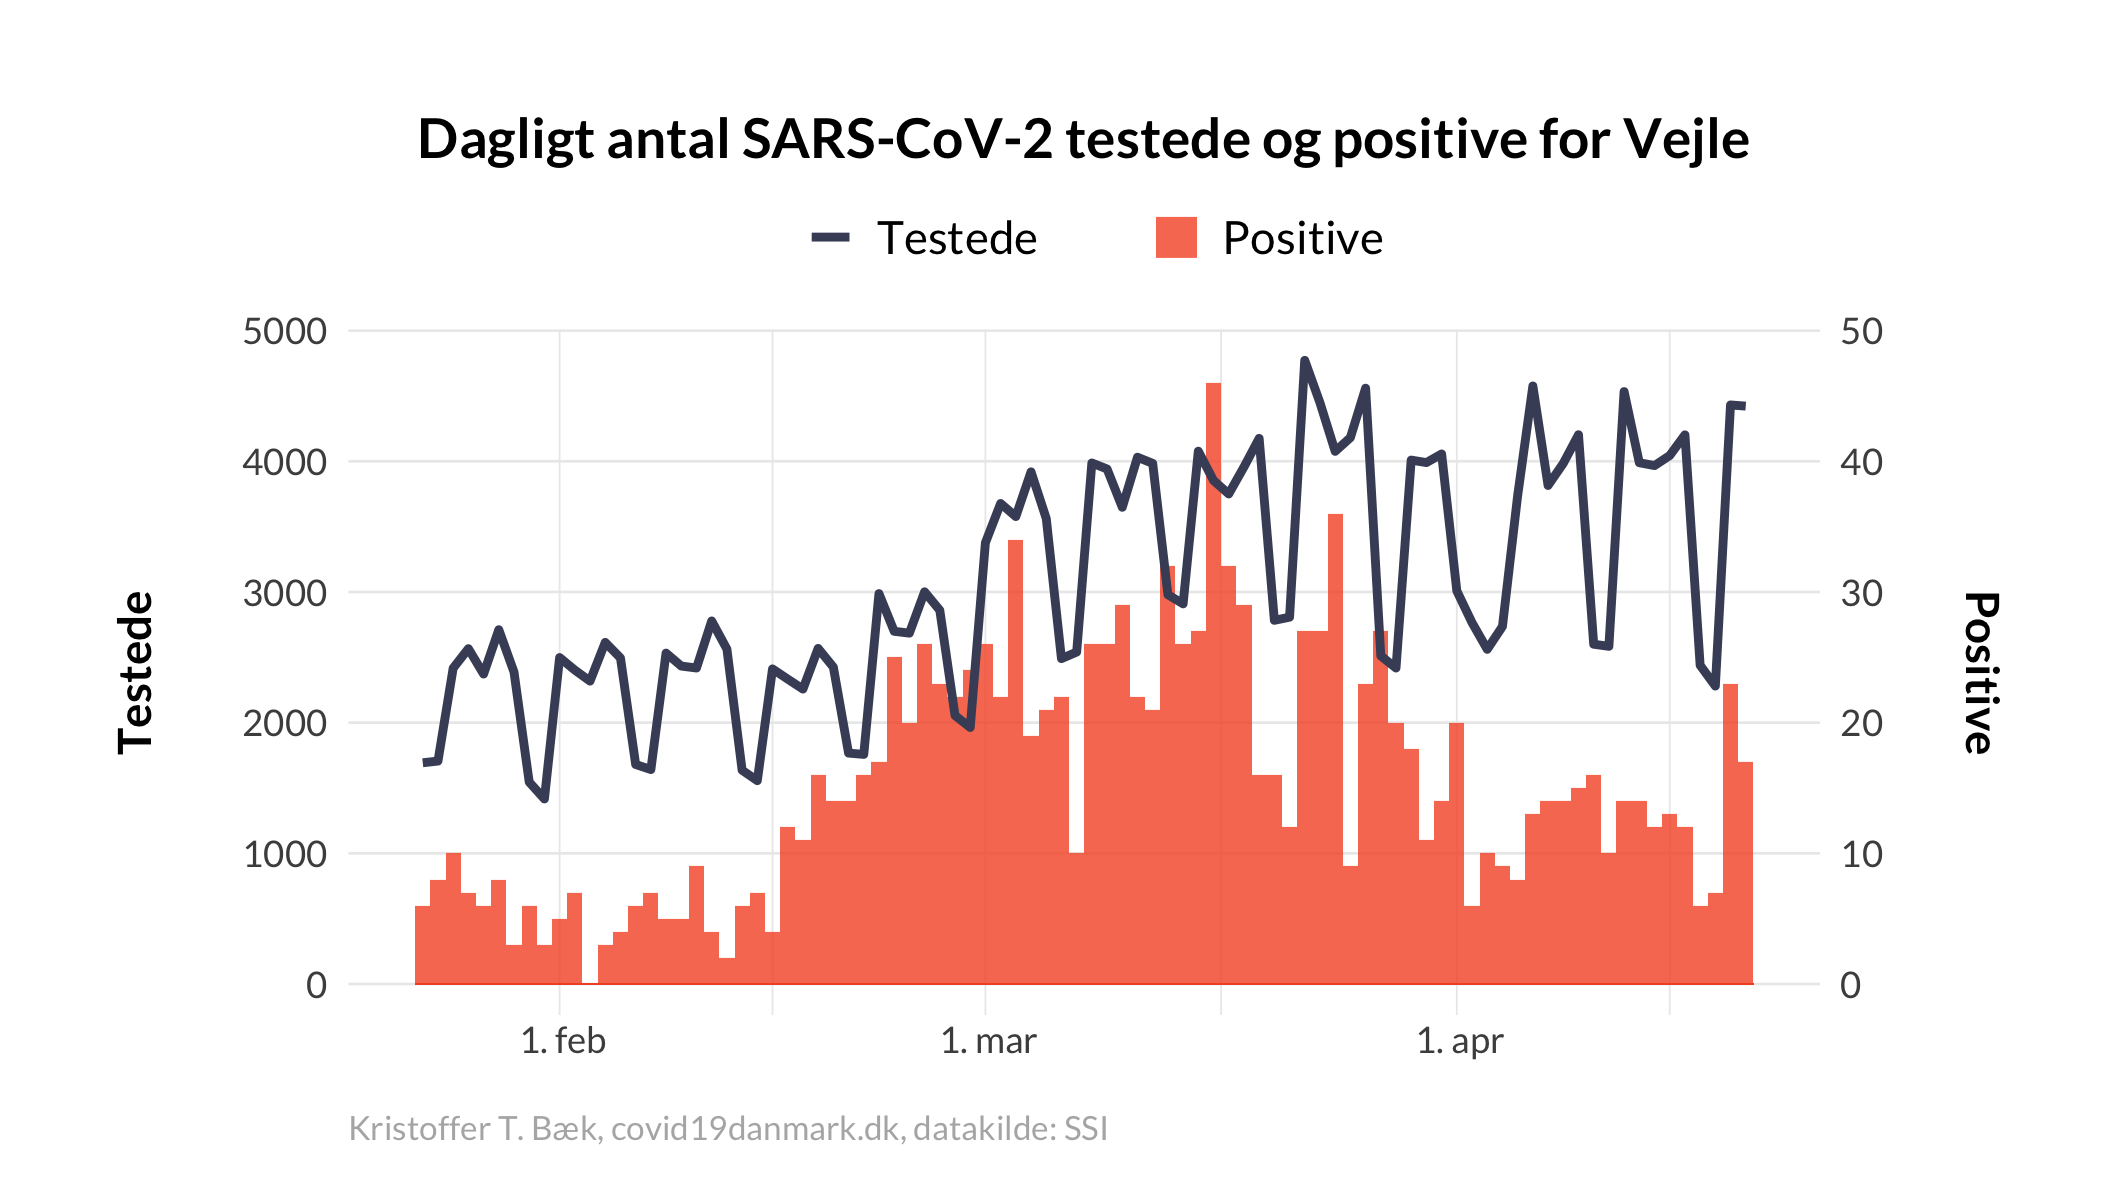 Dagligt antal SARS-CoV-2 testede og positive for Vejle
Testede Positive
5000 50
4000 40
3000 30
2000 20
1000 10
0 0
Testede
Positive
1. feb 1. mar 1. apr
Kristoffer T. Bæk, covid19danmark.dk, datakilde: SSI